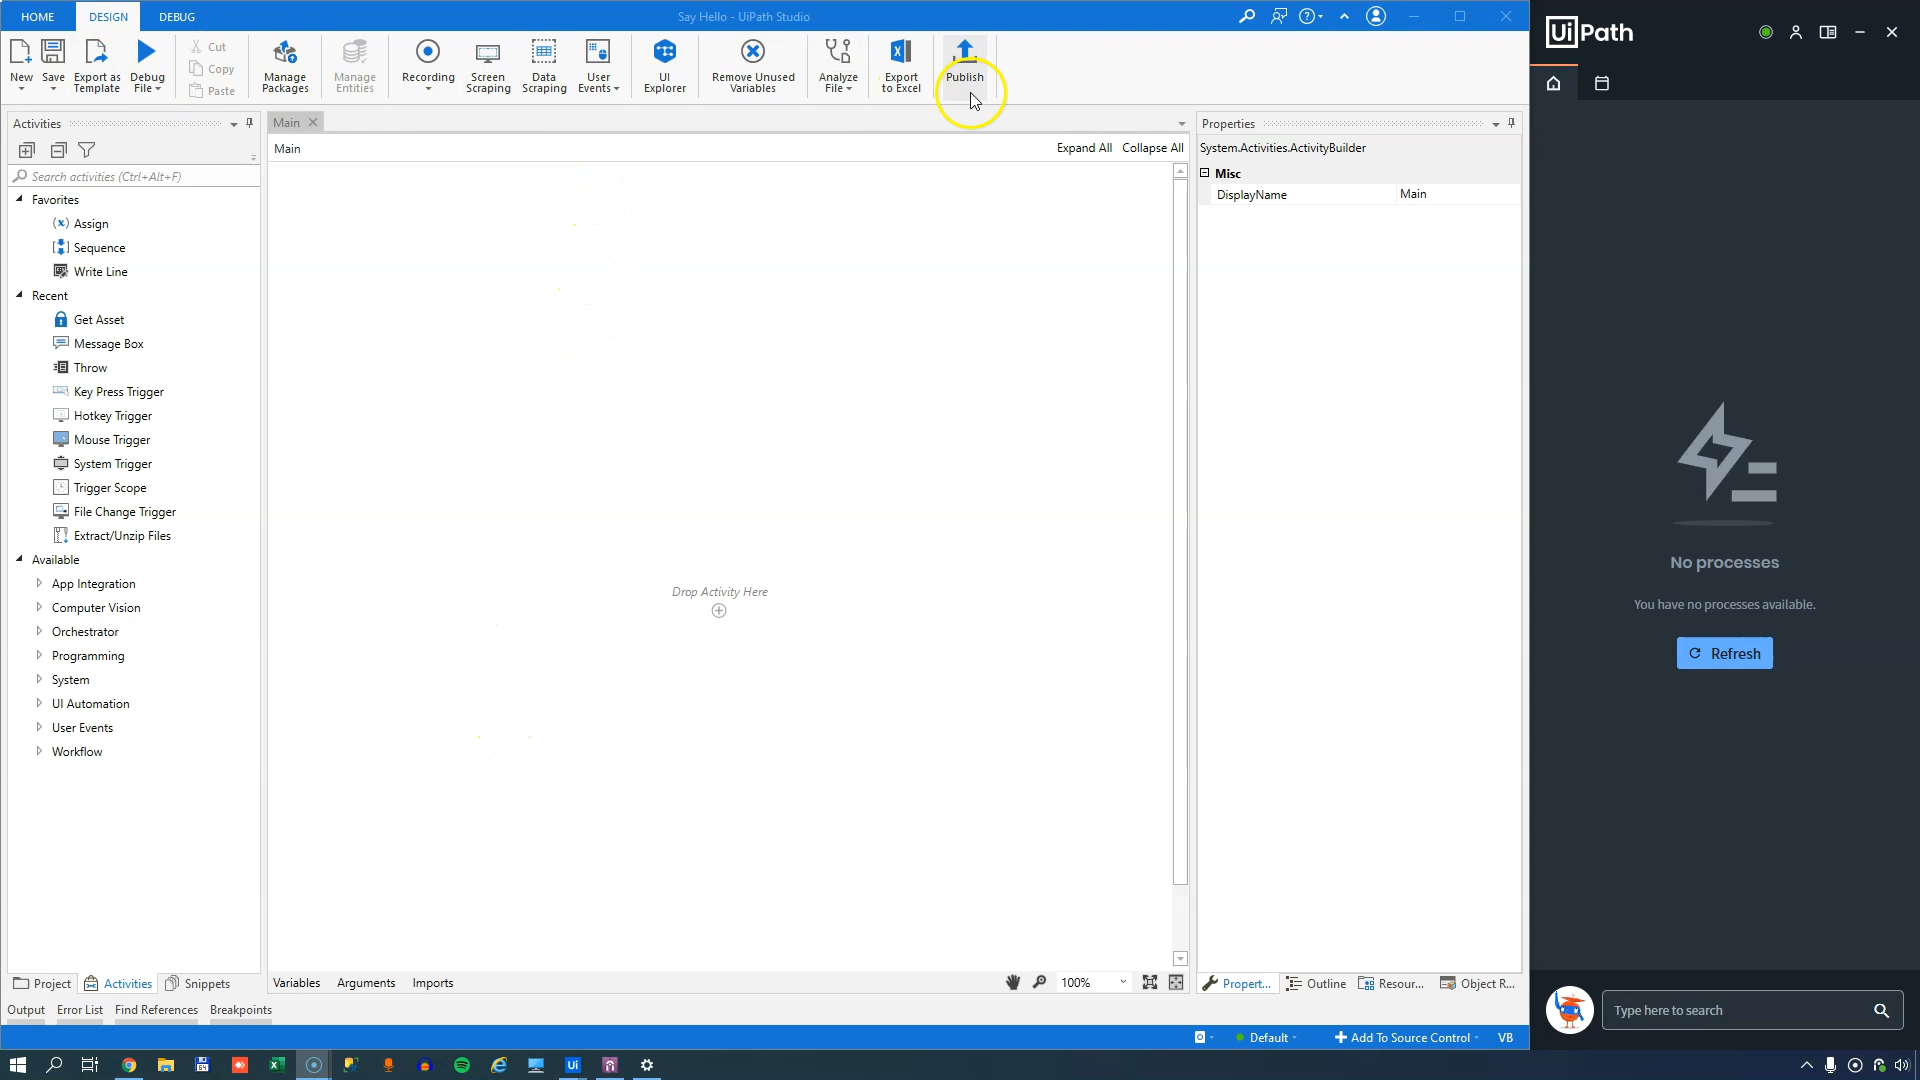 HOME DESIGN DEBUG Say Hello - UiPath Studio
New Save Export as Template Debug File Cut Copy Paste Manage Packages Manage Entities Recording Screen Scraping Data Scraping User Events UI Explorer Remove Unused Variables Analyze File Export to Excel Publish
Activities
Search activities (Ctrl+Alt+F)
Favorites
Assign
Sequence
Write Line
Recent
Get Asset
Message Box
Throw
Key Press Trigger
Hotkey Trigger
Mouse Trigger
System Trigger
Trigger Scope
File Change Trigger
Extract/Unzip Files
Available
App Integration
Computer Vision
Orchestrator
Programming
System
UI Automation
User Events
Workflow
Project Activities Snippets
Main
Main Expand All Collapse All
Drop Activity Here
Variables Arguments Imports 100%
Properties
System.Activities.ActivityBuilder
Misc
DisplayName Main
Propert... Outline Resour... Object R...
Output Error List Find References Breakpoints
Default Add To Source Control VB
UiPath
No processes
You have no processes available.
Refresh
Type here to search
Ui